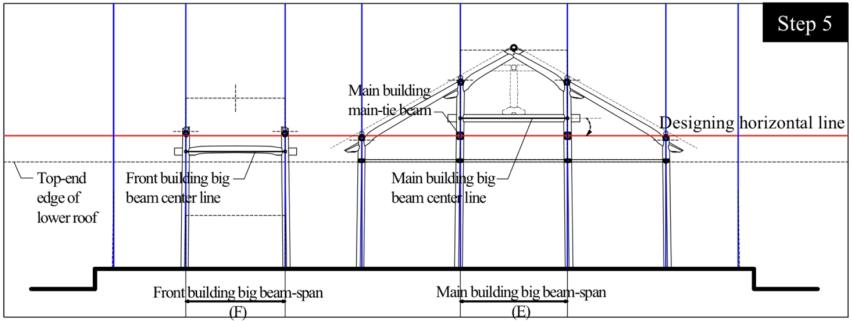 Step 5
Main building
main-tie beam
Designing horizontal line
Top-end
edge of
lower roof
Front building big
beam center line
Main building big
beam center line
Front building big beam-span
(F)
Main building big beam-span
(E)